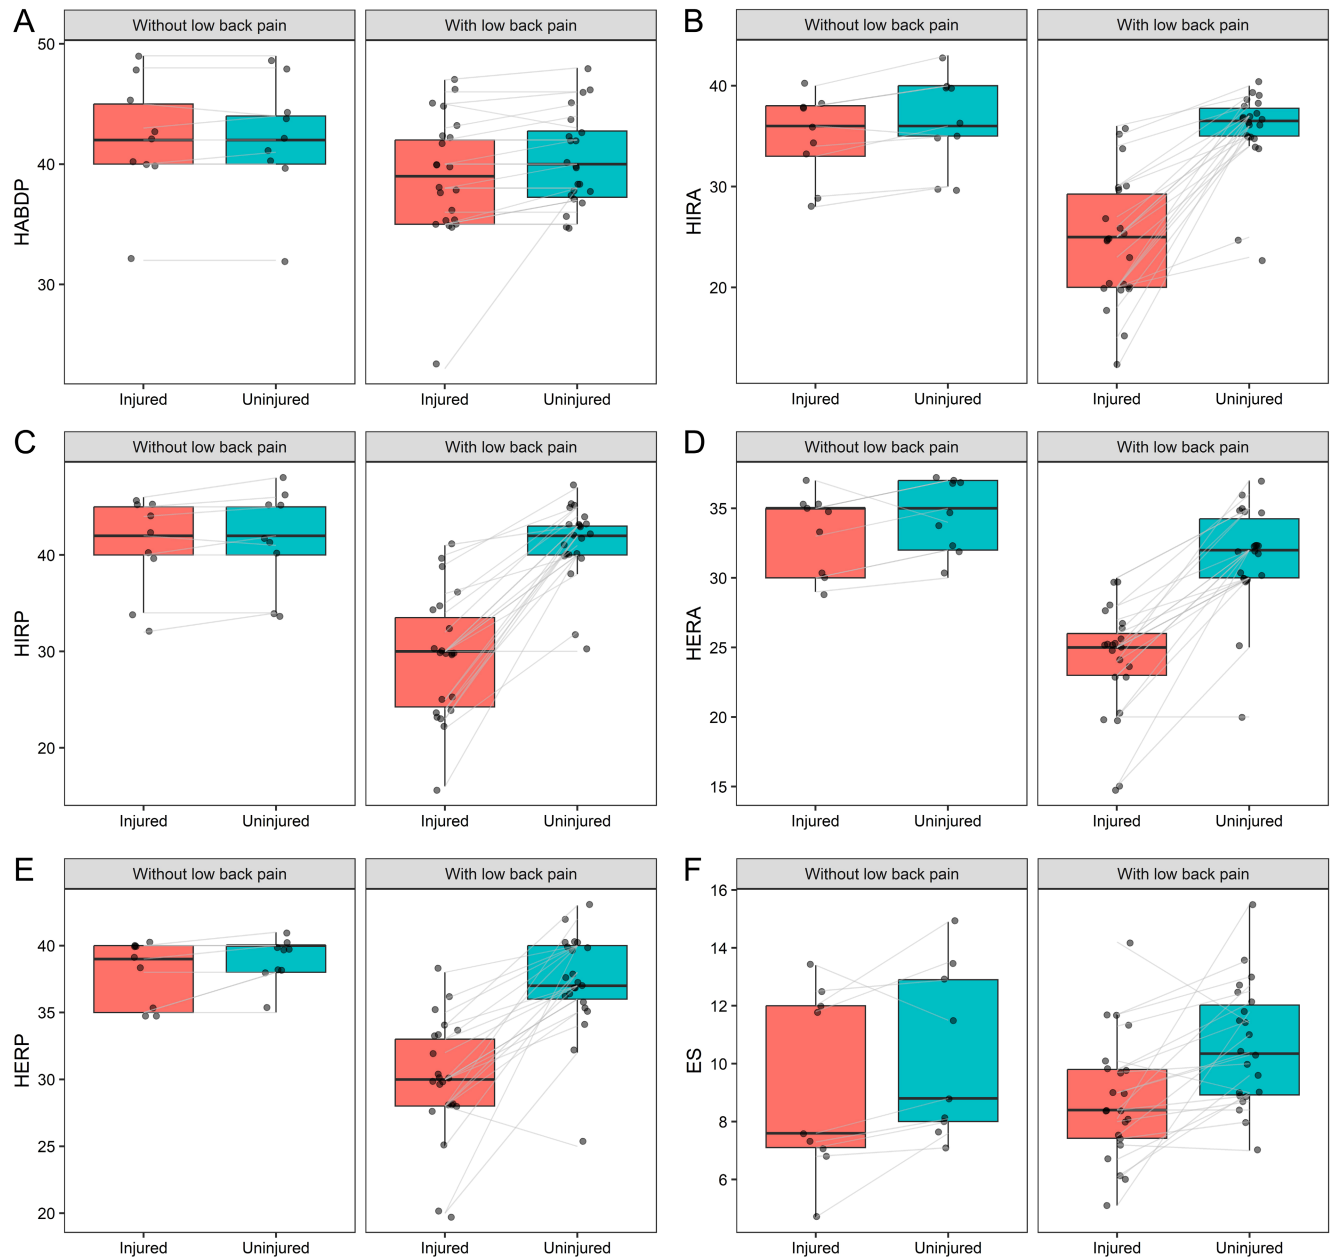 A
Without low back pain
With low back pain
HABDP
50
40
30
Injured
Uninjured
Injured
Uninjured
B
Without low back pain
With low back pain
HIRA
40
30
20
Injured
Uninjured
Injured
Uninjured
C
Without low back pain
With low back pain
HIRP
40
30
20
Injured
Uninjured
Injured
Uninjured
D
Without low back pain
With low back pain
HERA
35
30
25
20
15
Injured
Uninjured
Injured
Uninjured
E
Without low back pain
With low back pain
HERP
40
35
30
25
20
Injured
Uninjured
Injured
Uninjured
F
Without low back pain
With low back pain
ES
16
14
12
10
8
6
Injured
Uninjured
Injured
Uninjured